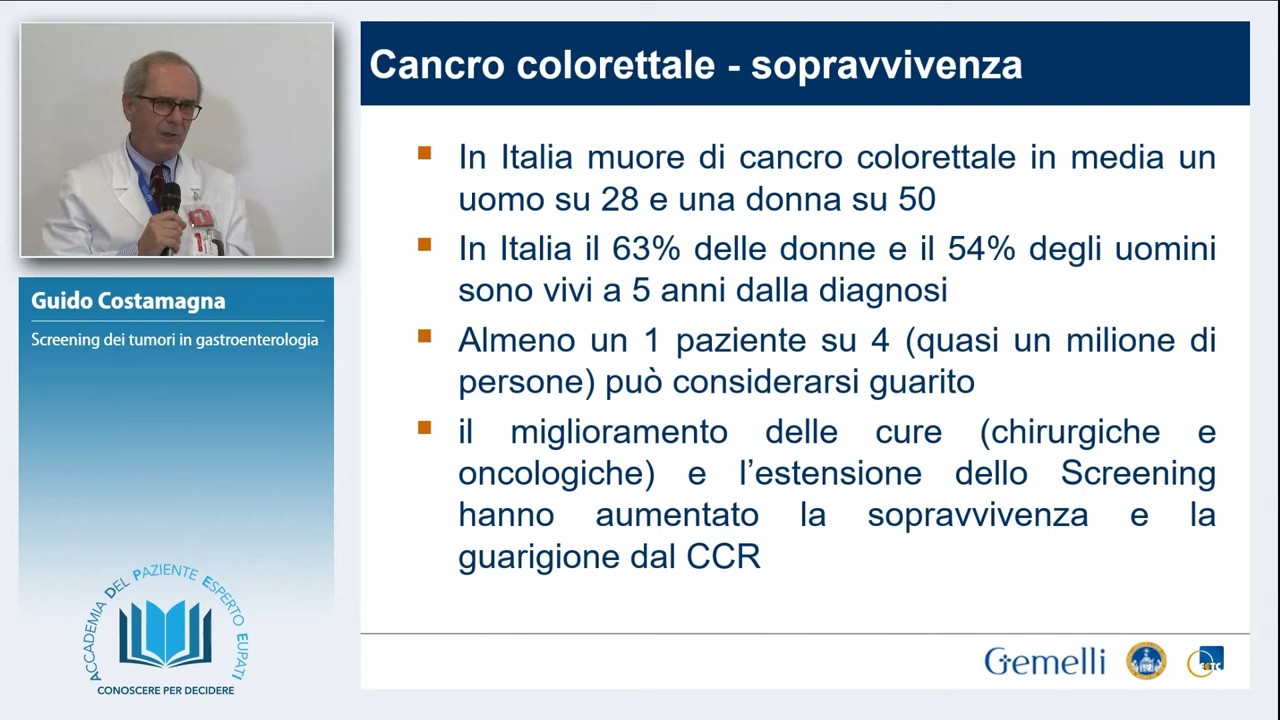 Cancro colorettale - sopravvivenza
In Italia muore di cancro colorettale in media un
uomo su 28 e una donna su 50
In Italia il 63% delle donne e il 54% degli uomini
sono vivi a 5 anni dalla diagnosi
Almeno un 1 paziente su 4 (quasi un milione di
persone) può considerarsi guarito
il miglioramento delle cure (chirurgiche e
oncologiche) e l’estensione dello Screening
hanno aumentato la sopravvivenza e la
guarigione dal CCR
Guido Costamagna
Screening dei tumori in gastroenterologia
ACCADEMIA DEL PAZIENTE ESPERTO EUPATI
CONOSCERE PER DECIDERE
Gemelli